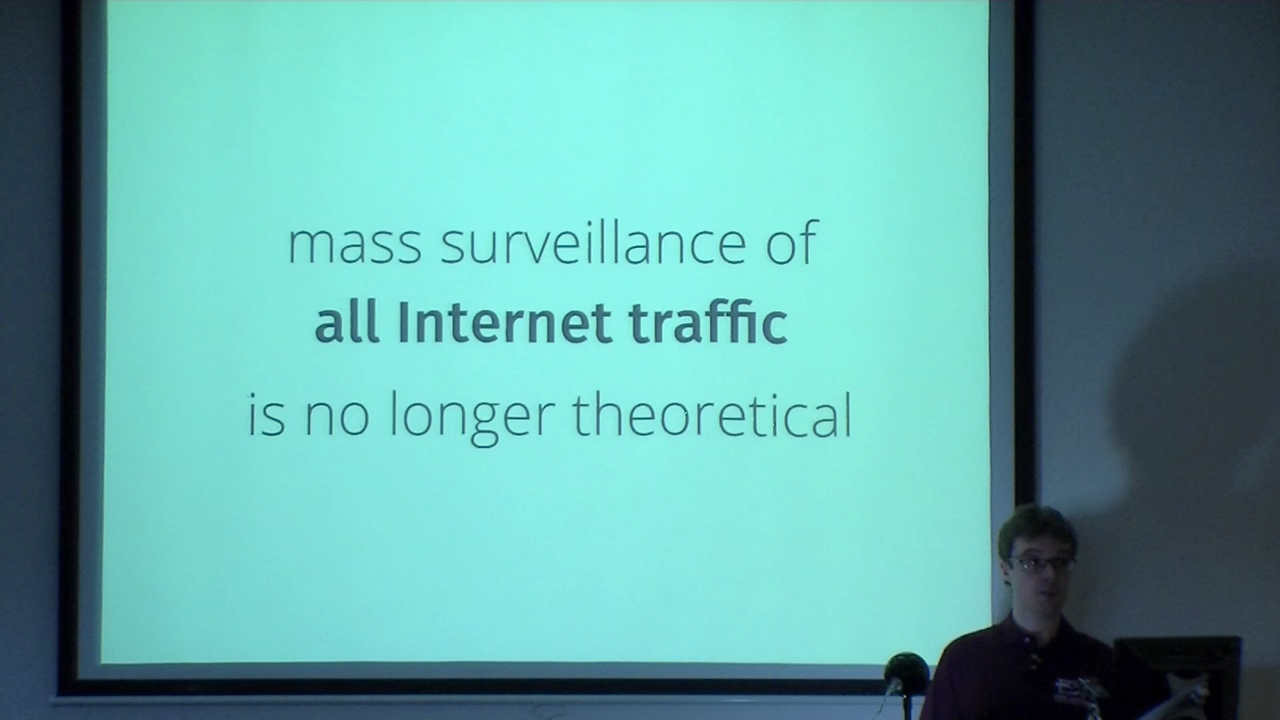 mass surveillance of
all Internet traffic
is no longer theoretical